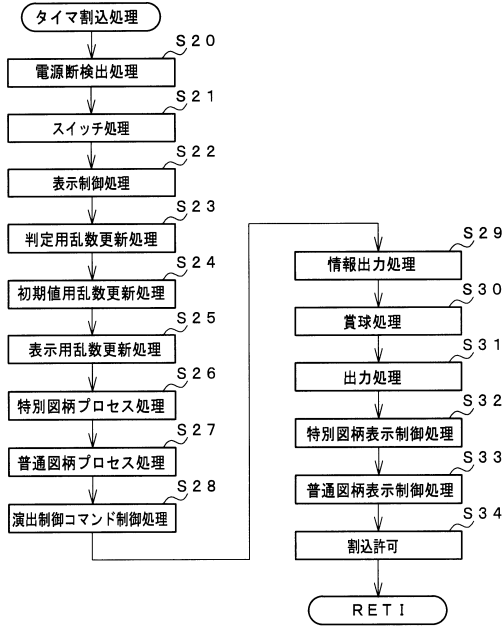 タイマ割込処理
S20
電源断検出処理
S21
スイッチ処理
S22
表示制御処理
S23
判定用乱数更新処理
S24
初期値用乱数更新処理
S25
表示用乱数更新処理
S26
特別図柄プロセス処理
S27
普通図柄プロセス処理
S28
演出制御コマンド制御処理
S29
情報出力処理
S30
賞球処理
S31
出力処理
S32
特別図柄表示制御処理
S33
普通図柄表示制御処理
S34
割込許可
RETI